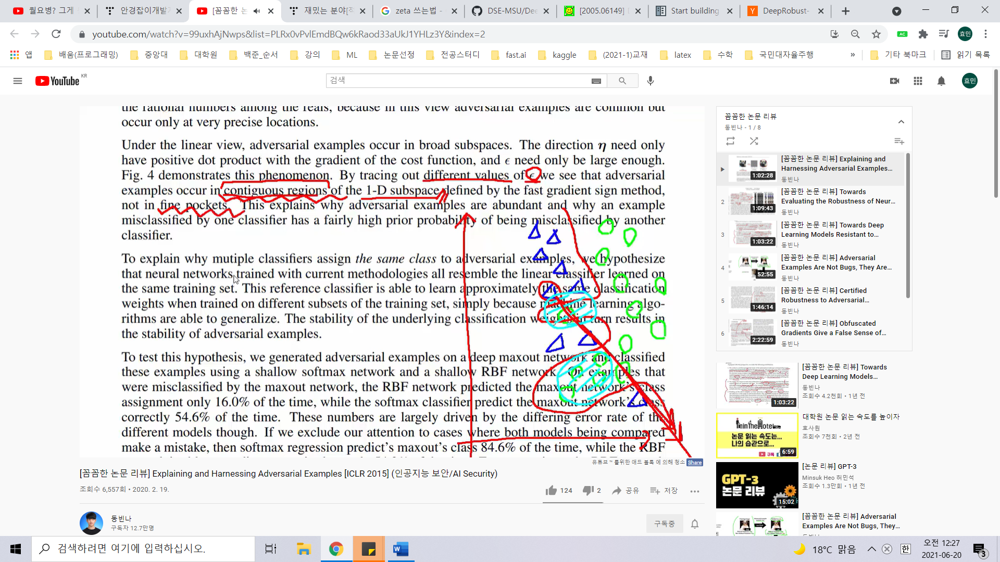 월요병? 그게
안경잡이개발
[꼼꼼한 논
재밌는 분야[적
zeta 쓰는법 -
DSE-MSU/Dee
[2005.06149]
Start building
DeepRobust-
youtube.com/watch?v=99uxhAjNwps&list=PLRx0vPvlEmdBQw6kRaod33aUkJ1YHLz3Y&index=2
AC
효민
앱
배움(프로그래밍)
중앙대
대학원
백준_순서
강의
ML
논문선정
전공스터디
fast.ai
kaggle
(2021-1)교재
latex
수학
국민대자율주행
»
기타 북마크
읽기 목록
YouTube KR
검색
효민
the rational numbers among the reals, because in this view adversarial examples are common but
occur only at very precise locations.
Under the linear view, adversarial examples occur in broad subspaces. The direction η need only
have positive dot product with the gradient of the cost function, and ϵ need only be large enough.
Fig. 4 demonstrates this phenomenon. By tracing out different values of ϵ we see that adversarial
examples occur in contiguous regions of the 1-D subspace defined by the fast gradient sign method,
not in fine pockets. This explains why adversarial examples are abundant and why an example
misclassified by one classifier has a fairly high prior probability of being misclassified by another
classifier.
To explain why mutiple classifiers assign the same class to adversarial examples, we hypothesize
that neural networks trained with current methodologies all resemble the linear classifier learned on
the same training set. This reference classifier is able to learn approximately the same classification
weights when trained on different subsets of the training set, simply because machine learning algo-
rithms are able to generalize. The stability of the underlying classification weights in turn results in
the stability of adversarial examples.
To test this hypothesis, we generated adversarial examples on a deep maxout network and classified
these examples using a shallow softmax network and a shallow RBF network. On examples that
were misclassified by the maxout network, the RBF network predicted the maxout network's class
assignment only 16.0% of the time, while the softmax classifier predict the maxout network's class
correctly 54.6% of the time. These numbers are largely driven by the differing error rate of the
different models though. If we exclude our attention to cases where both models being compared
make a mistake, then softmax regression predict's maxout's class 84.6% of the time, while the RBF
유튜브™ 를위한 애드 블록 에 의해 청소 Share
[꼼꼼한 논문 리뷰] Explaining and Harnessing Adversarial Examples [ICLR 2015] (인공지능 보안/AI Security)
조회수 6,557회 • 2020. 2. 19.
124
2
공유
저장
동빈나
구독자 12.7만명
구독중
꼼꼼한 논문 리뷰
동빈나 - 1 / 8
1:02:28
[꼼꼼한 논문 리뷰] Explaining and
Harnessing Adversarial Examples…
동빈나
2
1:09:43
[꼼꼼한 논문 리뷰] Towards
Evaluating the Robustness of Neur…
동빈나
3
1:03:22
[꼼꼼한 논문 리뷰] Towards Deep
Learning Models Resistant to…
동빈나
4
52:55
[꼼꼼한 논문 리뷰] Adversarial
Examples Are Not Bugs, They Are…
동빈나
5
1:46:14
[꼼꼼한 논문 리뷰] Certified
Robustness to Adversarial…
동빈나
6
2:22:59
[꼼꼼한 논문 리뷰] Obfuscated
Gradients Give a False Sense of…
동빈나
1:03:22
[꼼꼼한 논문 리뷰] Towards
Deep Learning Models…
동빈나
조회수 4.2천회 • 1년 전
논문 읽는 속도는...
나의 습관으로...
구독
6:59
대학원 논문 읽는 속도를 높이자
호사원
조회수 7천회 • 2년 전
GPT-3
논문 리뷰
15:02
[논문 리뷰] GPT-3
Minsuk Heo 허민석
조회수 1.3만회 • 1년 전
[꼼꼼한 논문 리뷰] Adversarial
Examples Are Not Bugs, They…
검색하려면 여기에 입력하십시오.
18°C 맑음
한
오전 12:27
2021-06-20
3